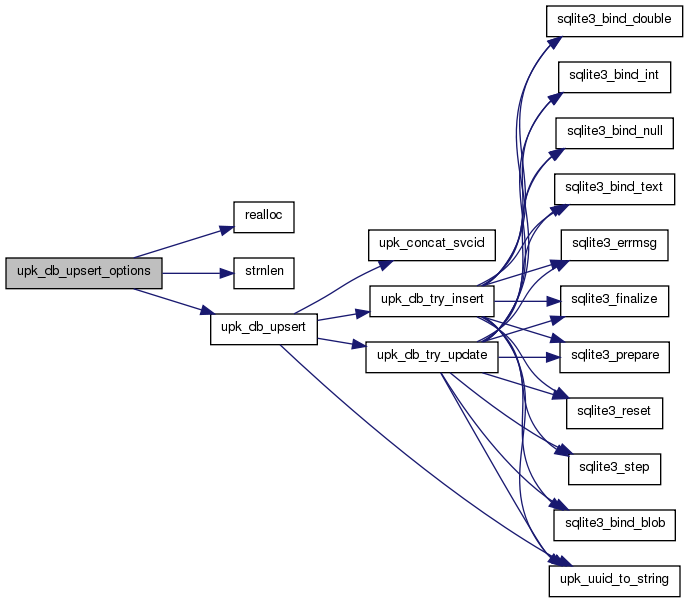 upk_db_upsert_options
realloc
strnlen
upk_db_upsert
upk_concat_svcid
upk_db_try_insert
upk_db_try_update
sqlite3_bind_double
sqlite3_bind_int
sqlite3_bind_null
sqlite3_bind_text
sqlite3_errmsg
sqlite3_finalize
sqlite3_prepare
sqlite3_reset
sqlite3_step
sqlite3_bind_blob
upk_uuid_to_string